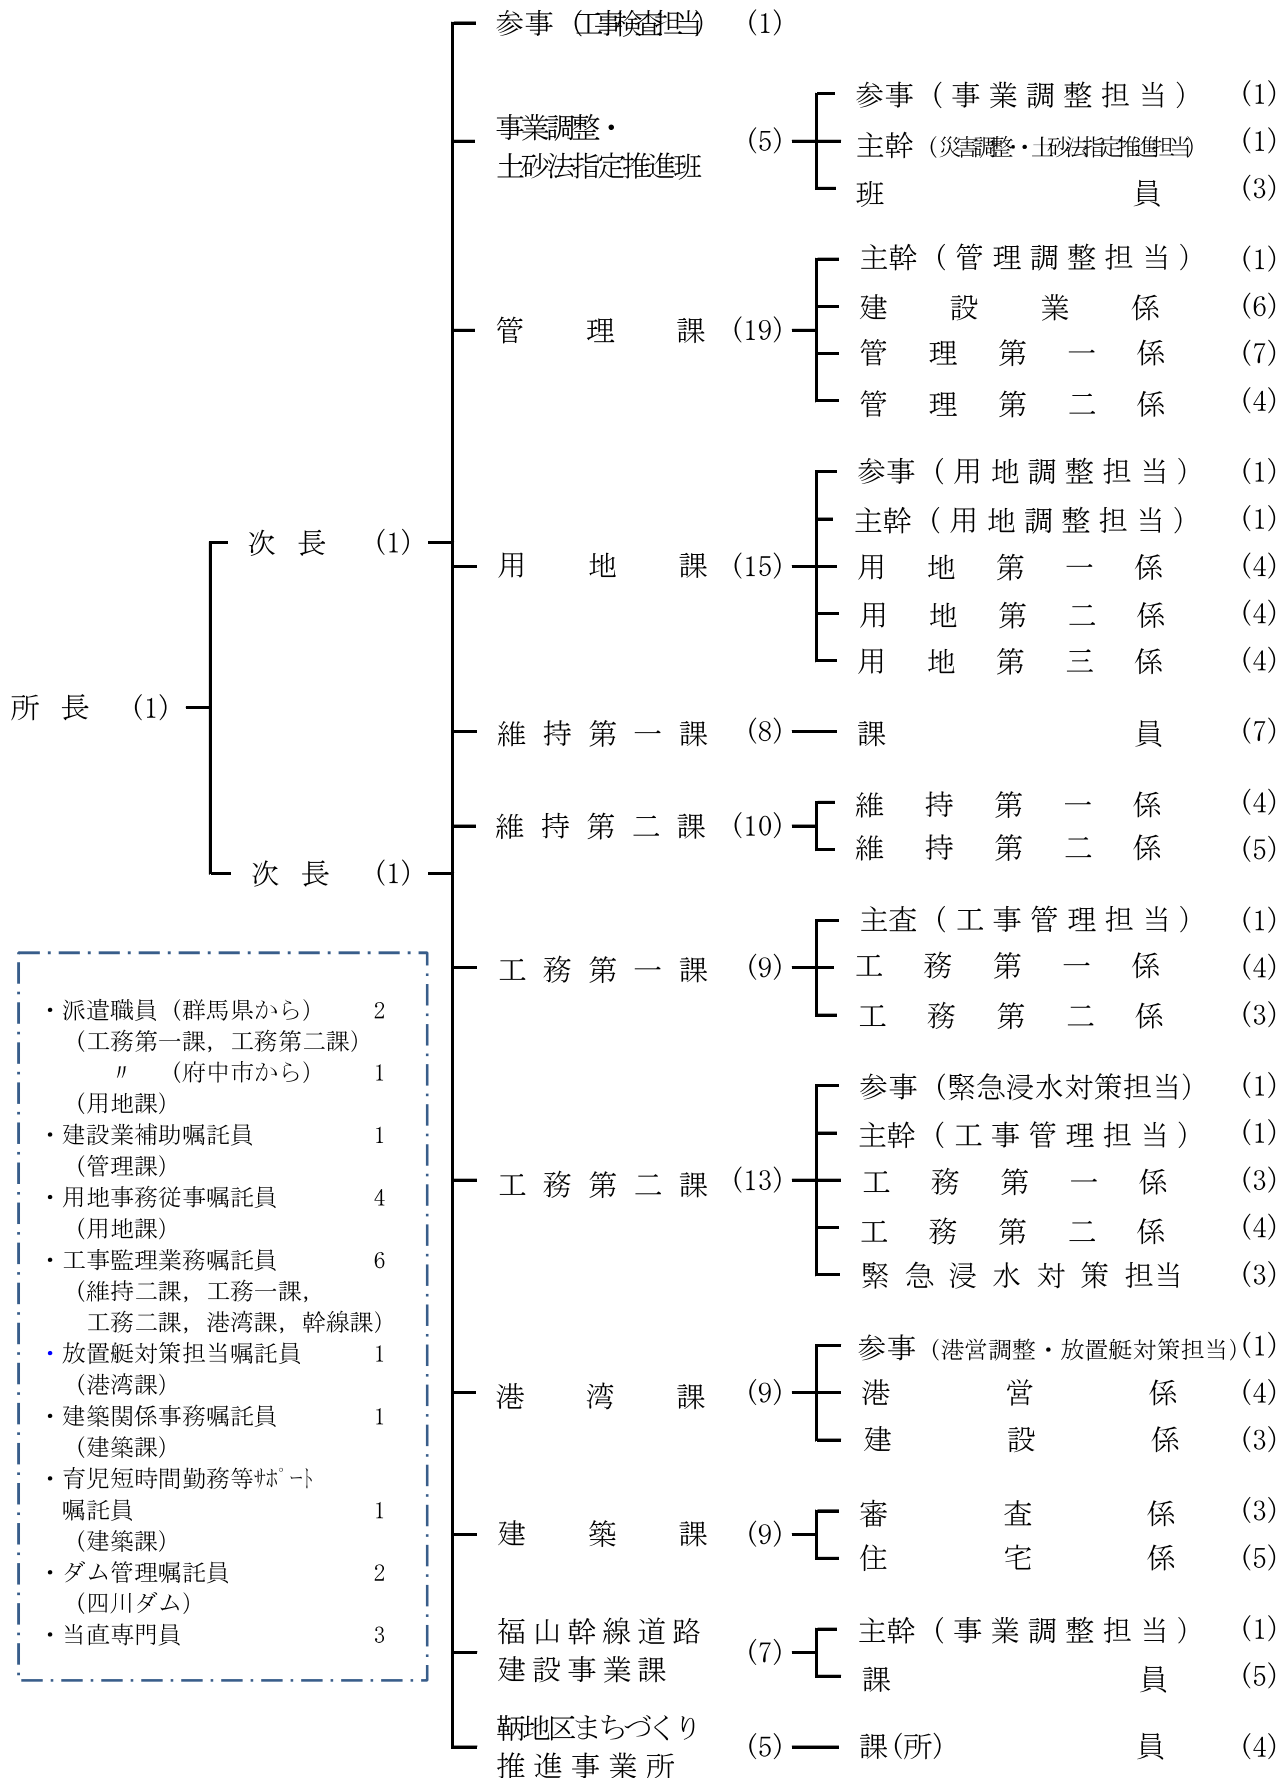 参事（工事検査担当） (1)
事業調整・
土砂法指定推進班 (5)
参事（事業調整担当） (1)
主幹（災害調整・・土砂法指定推進担当） (1)
班員 (3)
管理課 (19)
主幹（管理調整担当） (1)
建設業係 (6)
管理第一係 (7)
管理第二係 (4)
所長 (1)
次長 (1)
次長 (1)
用地課 (15)
参事（用地調整担当） (1)
主幹（用地調整担当） (1)
用地第一係 (4)
用地第二係 (4)
用地第三係 (4)
維持第一課 (8)
課員 (7)
維持第二課 (10)
維持第一係 (4)
維持第二係 (5)
工務第一課 (9)
主査（工事管理担当） (1)
工務第一係 (4)
工務第二係 (3)
工務第二課 (13)
参事（緊急浸水対策担当） (1)
主幹（工事管理担当） (1)
工務第一係 (3)
工務第二係 (4)
緊急浸水対策担当 (3)
港湾課 (9)
参事（港営調整・放置艇対策担当） (1)
港営係 (4)
建設係 (3)
建築課 (9)
審査係 (3)
住宅係 (5)
福山幹線道路
建設事業課 (7)
主幹（事業調整担当） (1)
課員 (5)
鞆地区まちづくり
推進事業所 (5)
課(所)員 (4)
・派遣職員（群馬県から） 2
（工務第一課，工務第二課）
〃 （府中市から） 1
（用地課）
・建設業補助嘱託員 1
（管理課）
・用地事務従事嘱託員 4
（用地課）
・工事監理業務嘱託員 6
（維持二課，工務一課，
工務二課，港湾課，幹線課）
・放置艇対策担当嘱託員 1
（港湾課）
・建築関係事務嘱託員 1
（建築課）
・育児短時間勤務等ｻﾎﾟｰﾄ
嘱託員 1
（建築課）
・ダム管理嘱託員 2
（四川ダム）
・当直専門員 3